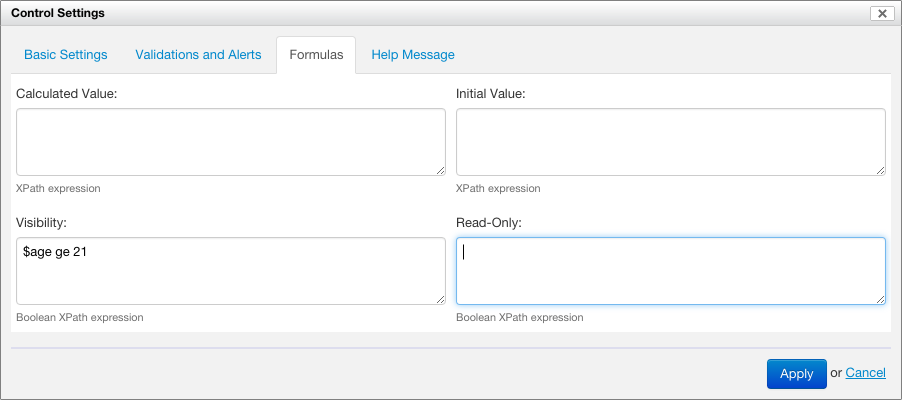 Control Settings
Basic Settings Validations and Alerts Formulas Help Message
Calculated Value: Initial Value:
XPath expression XPath expression
Visibility: Read-Only:
$age ge 21
Boolean XPath expression Boolean XPath expression
Apply or Cancel